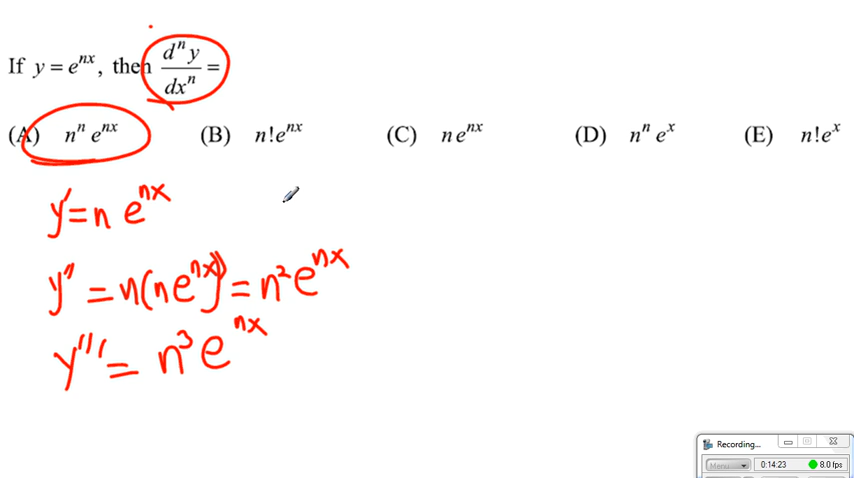 If y = e^{nx}, then \frac{d^n y}{dx^n} =
(A) n^n e^{nx} (B) n! e^{nx} (C) n e^{nx} (D) n^n e^x (E) n! e^x
y' = n e^{nx}
y'' = n(n e^{nx}) = n^2 e^{nx}
y''' = n^3 e^{nx}
Recording...
Menu 0:14:23 8.0 fps